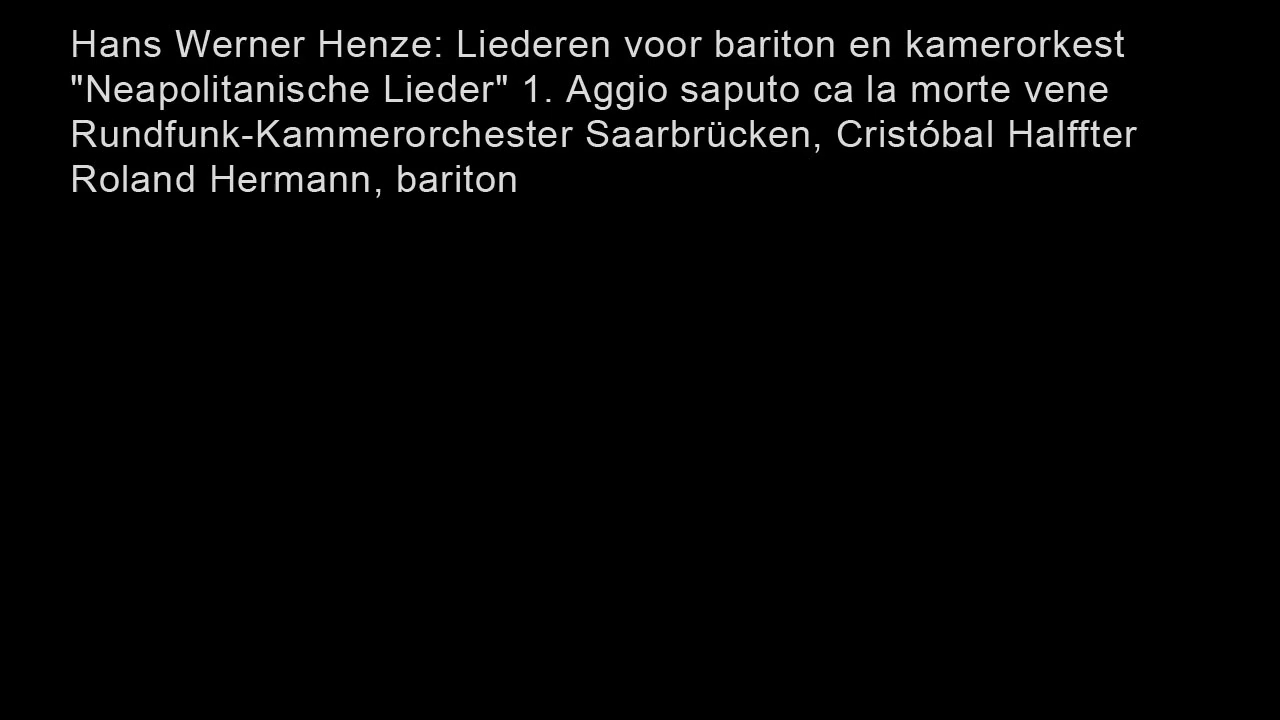 Hans Werner Henze: Liederen voor bariton en kamerorkest
"Neapolitanische Lieder" 1. Aggio saputo ca la morte vene
Rundfunk-Kammerorchester Saarbrücken, Cristóbal Halffter
Roland Hermann, bariton